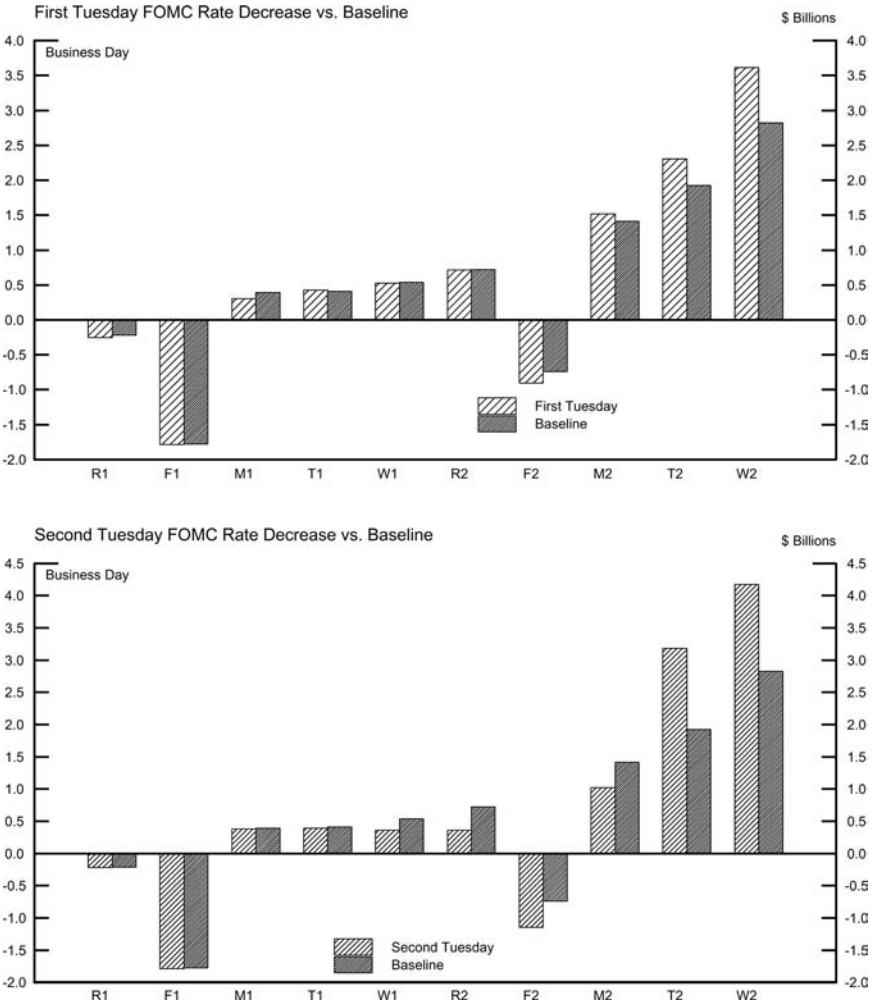 First Tuesday FOMC Rate Decrease vs. Baseline
$ Billions
Business Day
4.0 4.0
3.5 3.5
3.0 3.0
2.5 2.5
2.0 2.0
1.5 1.5
1.0 1.0
0.5 0.5
0.0 0.0
-0.5 -0.5
-1.0 -1.0
-1.5 -1.5
-2.0 -2.0
First Tuesday
Baseline
R1 F1 M1 T1 W1 R2 F2 M2 T2 W2
Second Tuesday FOMC Rate Decrease vs. Baseline
$ Billions
Business Day
4.5 4.5
4.0 4.0
3.5 3.5
3.0 3.0
2.5 2.5
2.0 2.0
1.5 1.5
1.0 1.0
0.5 0.5
0.0 0.0
-0.5 -0.5
-1.0 -1.0
-1.5 -1.5
-2.0 -2.0
Second Tuesday
Baseline
R1 F1 M1 T1 W1 R2 F2 M2 T2 W2